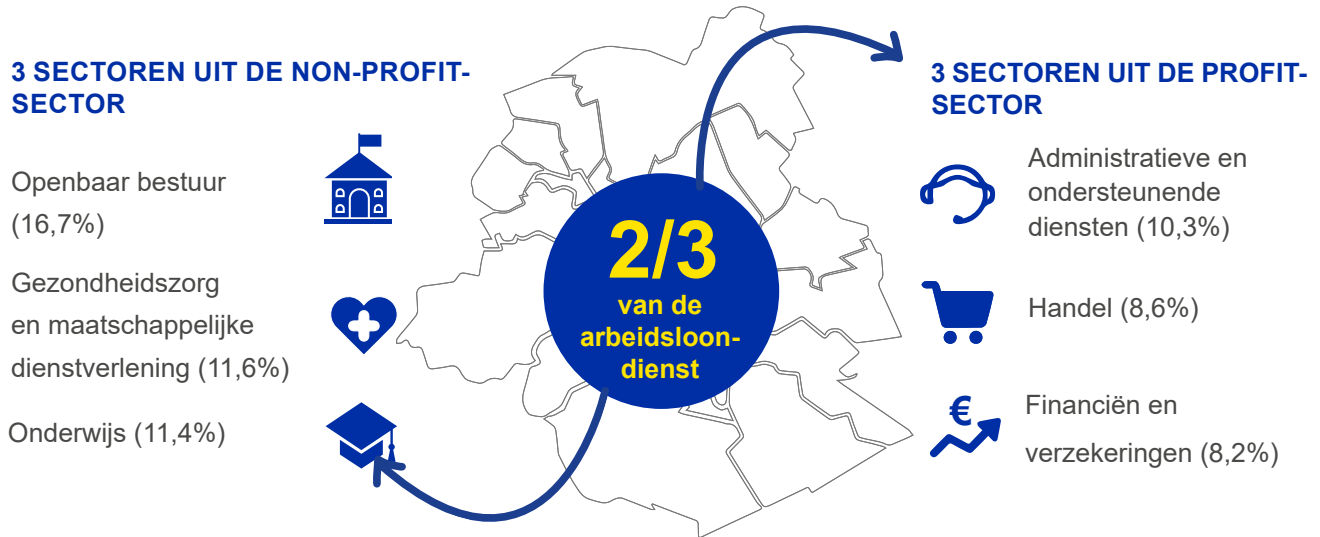 3 SECTOREN UIT DE NON-PROFIT-
SECTOR
Openbaar bestuur
(16,7%)
Gezondheidszorg
en maatschappelijke
dienstverlening (11,6%)
Onderwijs (11,4%)
2/3
van de
arbeidsloon-
dienst
3 SECTOREN UIT DE PROFIT-
SECTOR
Administratieve en
ondersteunende
diensten (10,3%)
Handel (8,6%)
€
Financiën en
verzekeringen (8,2%)